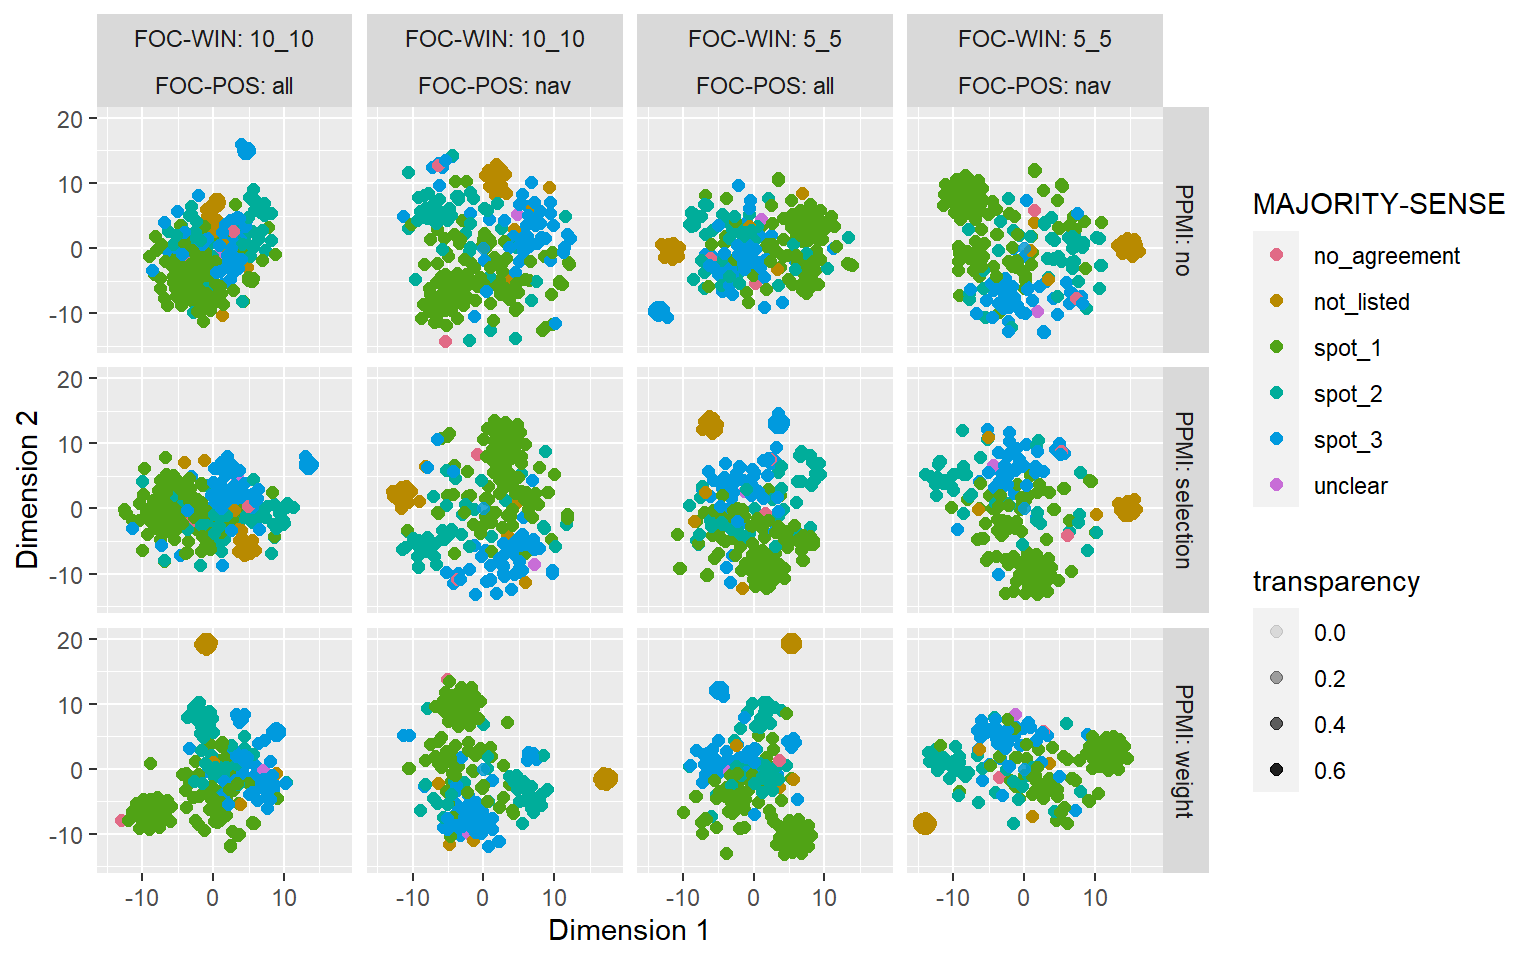 FOC-WIN: 10_10
FOC-WIN: 10_10
FOC-WIN: 5_5
FOC-WIN: 5_5
FOC-POS: all
FOC-POS: nav
FOC-POS: all
FOC-POS: nav
20
10
0
-10
PPMI: no
20
10
0
-10
PPMI: selection
20
10
0
-10
PPMI: weight
-10 0 10
-10 0 10
-10 0 10
-10 0 10
Dimension 1
Dimension 2
MAJORITY-SENSE
no_agreement
not_listed
spot_1
spot_2
spot_3
unclear
transparency
0.0
0.2
0.4
0.6